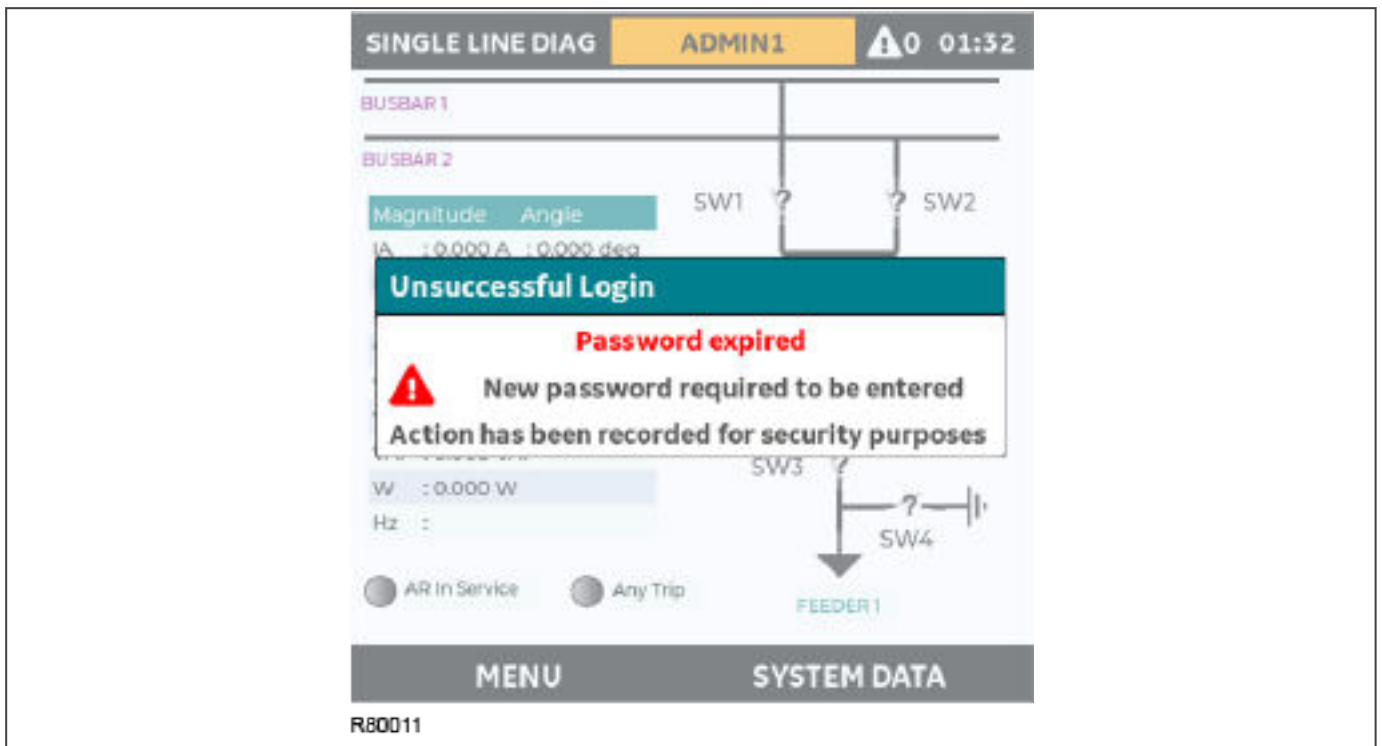 SINGLE LINE DIAG ADMIN1 0 01:32
BUSBAR 1
BUSBAR 2
SW1 ? ? SW2
Magnitude Angle
IA : 0.000 A : 0.000 deg
Unsuccessful Login
Password expired
New password required to be entered
Action has been recorded for security purposes
SW3 ?
W : 0.000 W
?
Hz :
SW4
AR In Service Any Trip
FEEDER 1
MENU SYSTEM DATA
R80011